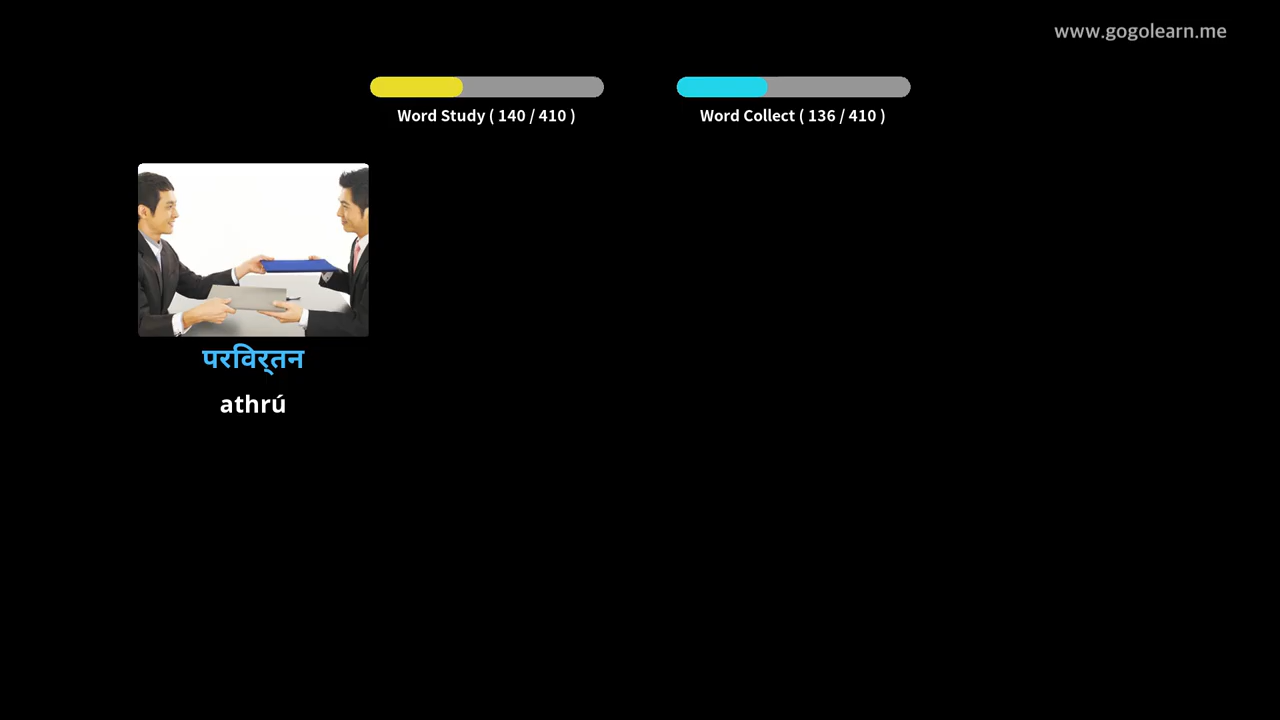 www.gogolearn.me
Word Study ( 140 / 410 )
Word Collect ( 136 / 410 )
परविर्तन
athrú